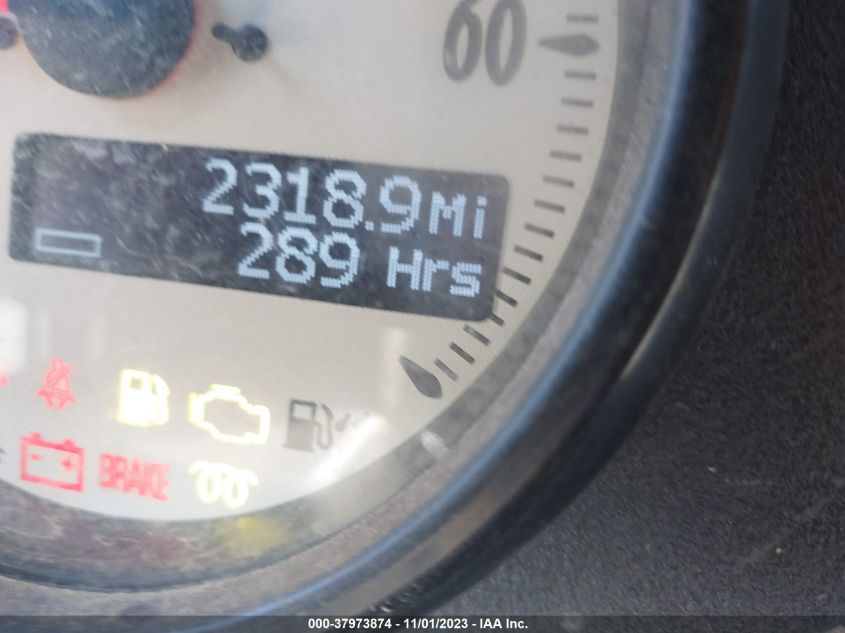 60
2318.9Mi
289 Hrs
BRAKE
000-37973874 - 11/01/2023 - IAA Inc.